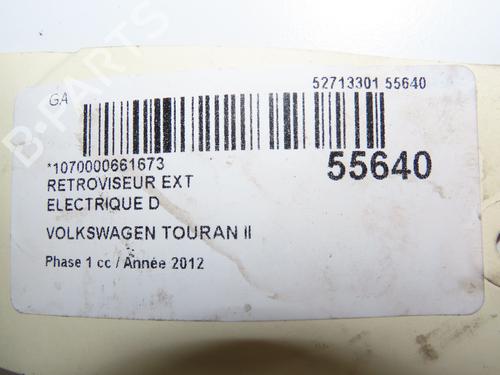 GA
52713301 55640
*1070000661673
55640
RETROVISEUR EXT
ELECTRIQUE D
VOLKSWAGEN TOURAN II
Phase 1 cc / Année 2012
B-PARTS